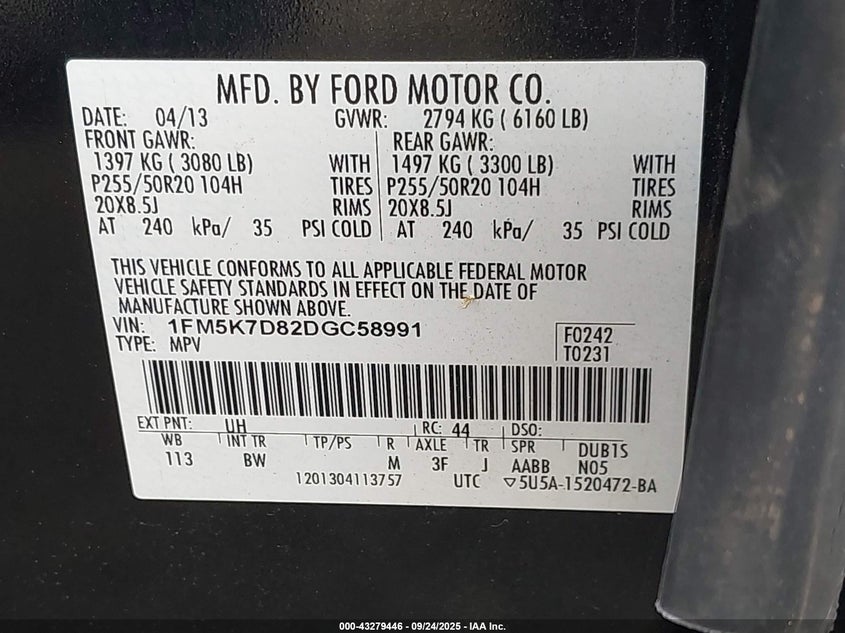 MFD. BY FORD MOTOR CO.
DATE: 04/13 GVWR: 2794 KG ( 6160 LB)
FRONT GAWR: REAR GAWR:
1397 KG ( 3080 LB) WITH 1497 KG ( 3300 LB) WITH
P255/50R20 104H TIRES P255/50R20 104H TIRES
20X8.5J RIMS 20X8.5J RIMS
AT 240 kPa/ 35 PSI COLD AT 240 kPa/ 35 PSI COLD
THIS VEHICLE CONFORMS TO ALL APPLICABLE FEDERAL MOTOR
VEHICLE SAFETY STANDARDS IN EFFECT ON THE DATE OF
MANUFACTURE SHOWN ABOVE.
VIN: 1FM5K7D82DGC58991
TYPE: MPV
F0242
T0231
EXT PNT: UH RC: 44 DSO:
WB INT TR TP/PS R AXLE TR SPR DUB1S
113 BW M 3F J AABB N05
1201304113757 UTC ▽5U5A-1520472-BA
000-43279446 - 09/24/2025 - IAA Inc.